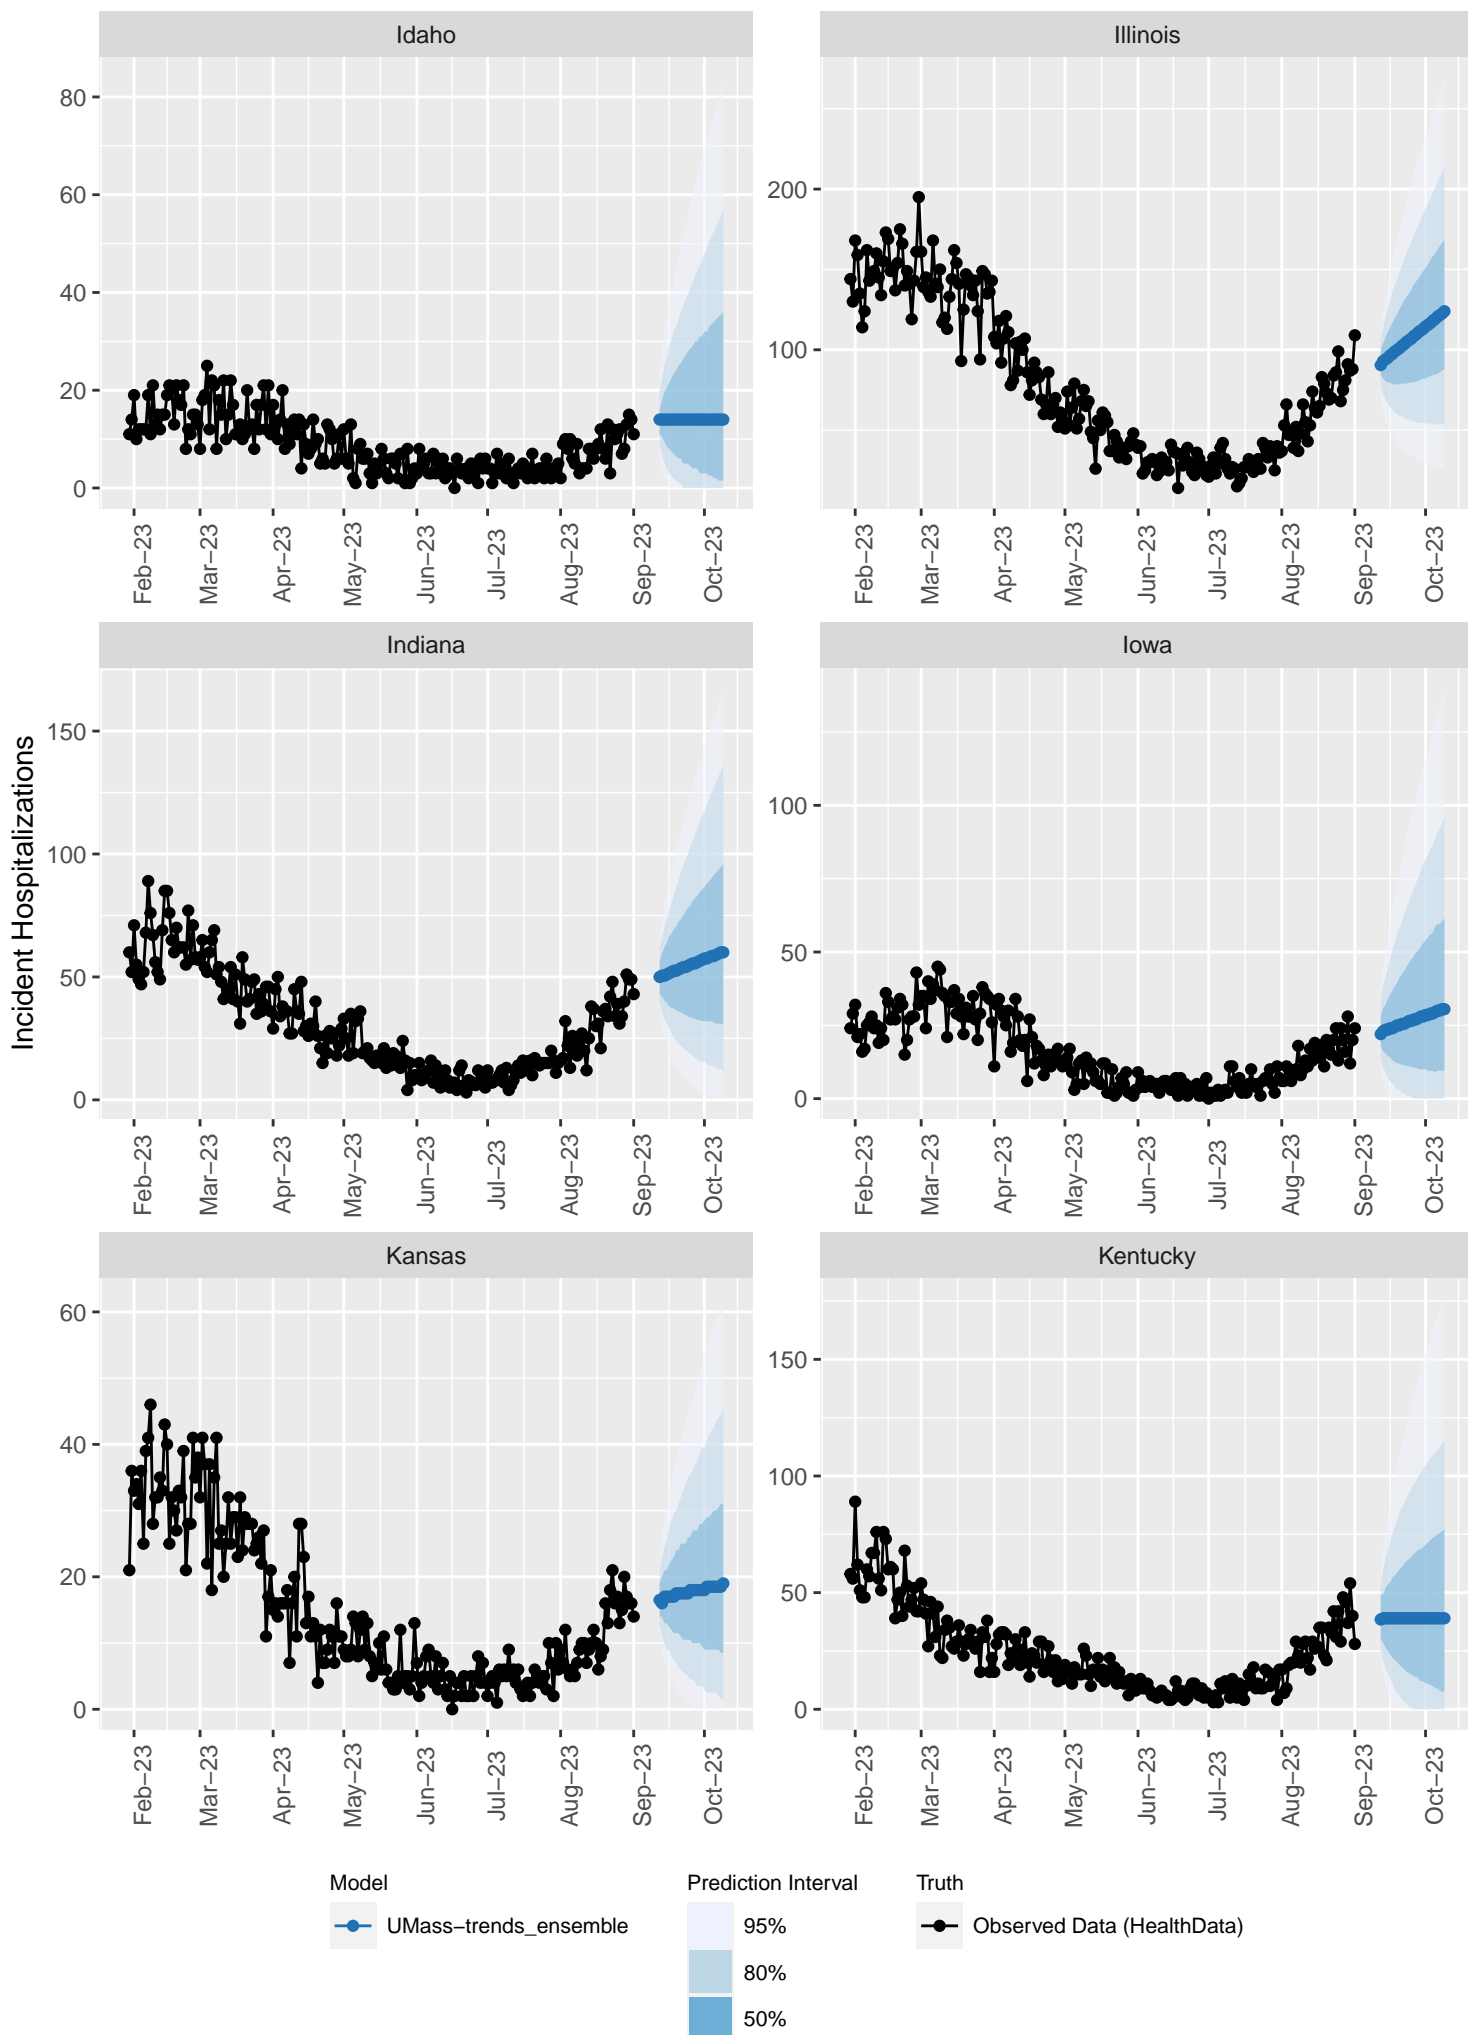 Idaho
Illinois
80
60
40
20
0
200
100
Feb−23
Mar−23
Apr−23
May−23
Jun−23
Jul−23
Aug−23
Sep−23
Oct−23
Feb−23
Mar−23
Apr−23
May−23
Jun−23
Jul−23
Aug−23
Sep−23
Oct−23
Indiana
Iowa
Incident Hospitalizations
150
100
50
0
100
50
0
Feb−23
Mar−23
Apr−23
May−23
Jun−23
Jul−23
Aug−23
Sep−23
Oct−23
Feb−23
Mar−23
Apr−23
May−23
Jun−23
Jul−23
Aug−23
Sep−23
Oct−23
Kansas
Kentucky
60
40
20
0
150
100
50
0
Feb−23
Mar−23
Apr−23
May−23
Jun−23
Jul−23
Aug−23
Sep−23
Oct−23
Feb−23
Mar−23
Apr−23
May−23
Jun−23
Jul−23
Aug−23
Sep−23
Oct−23
Model
UMass−trends_ensemble
Prediction Interval
95%
80%
50%
Truth
Observed Data (HealthData)